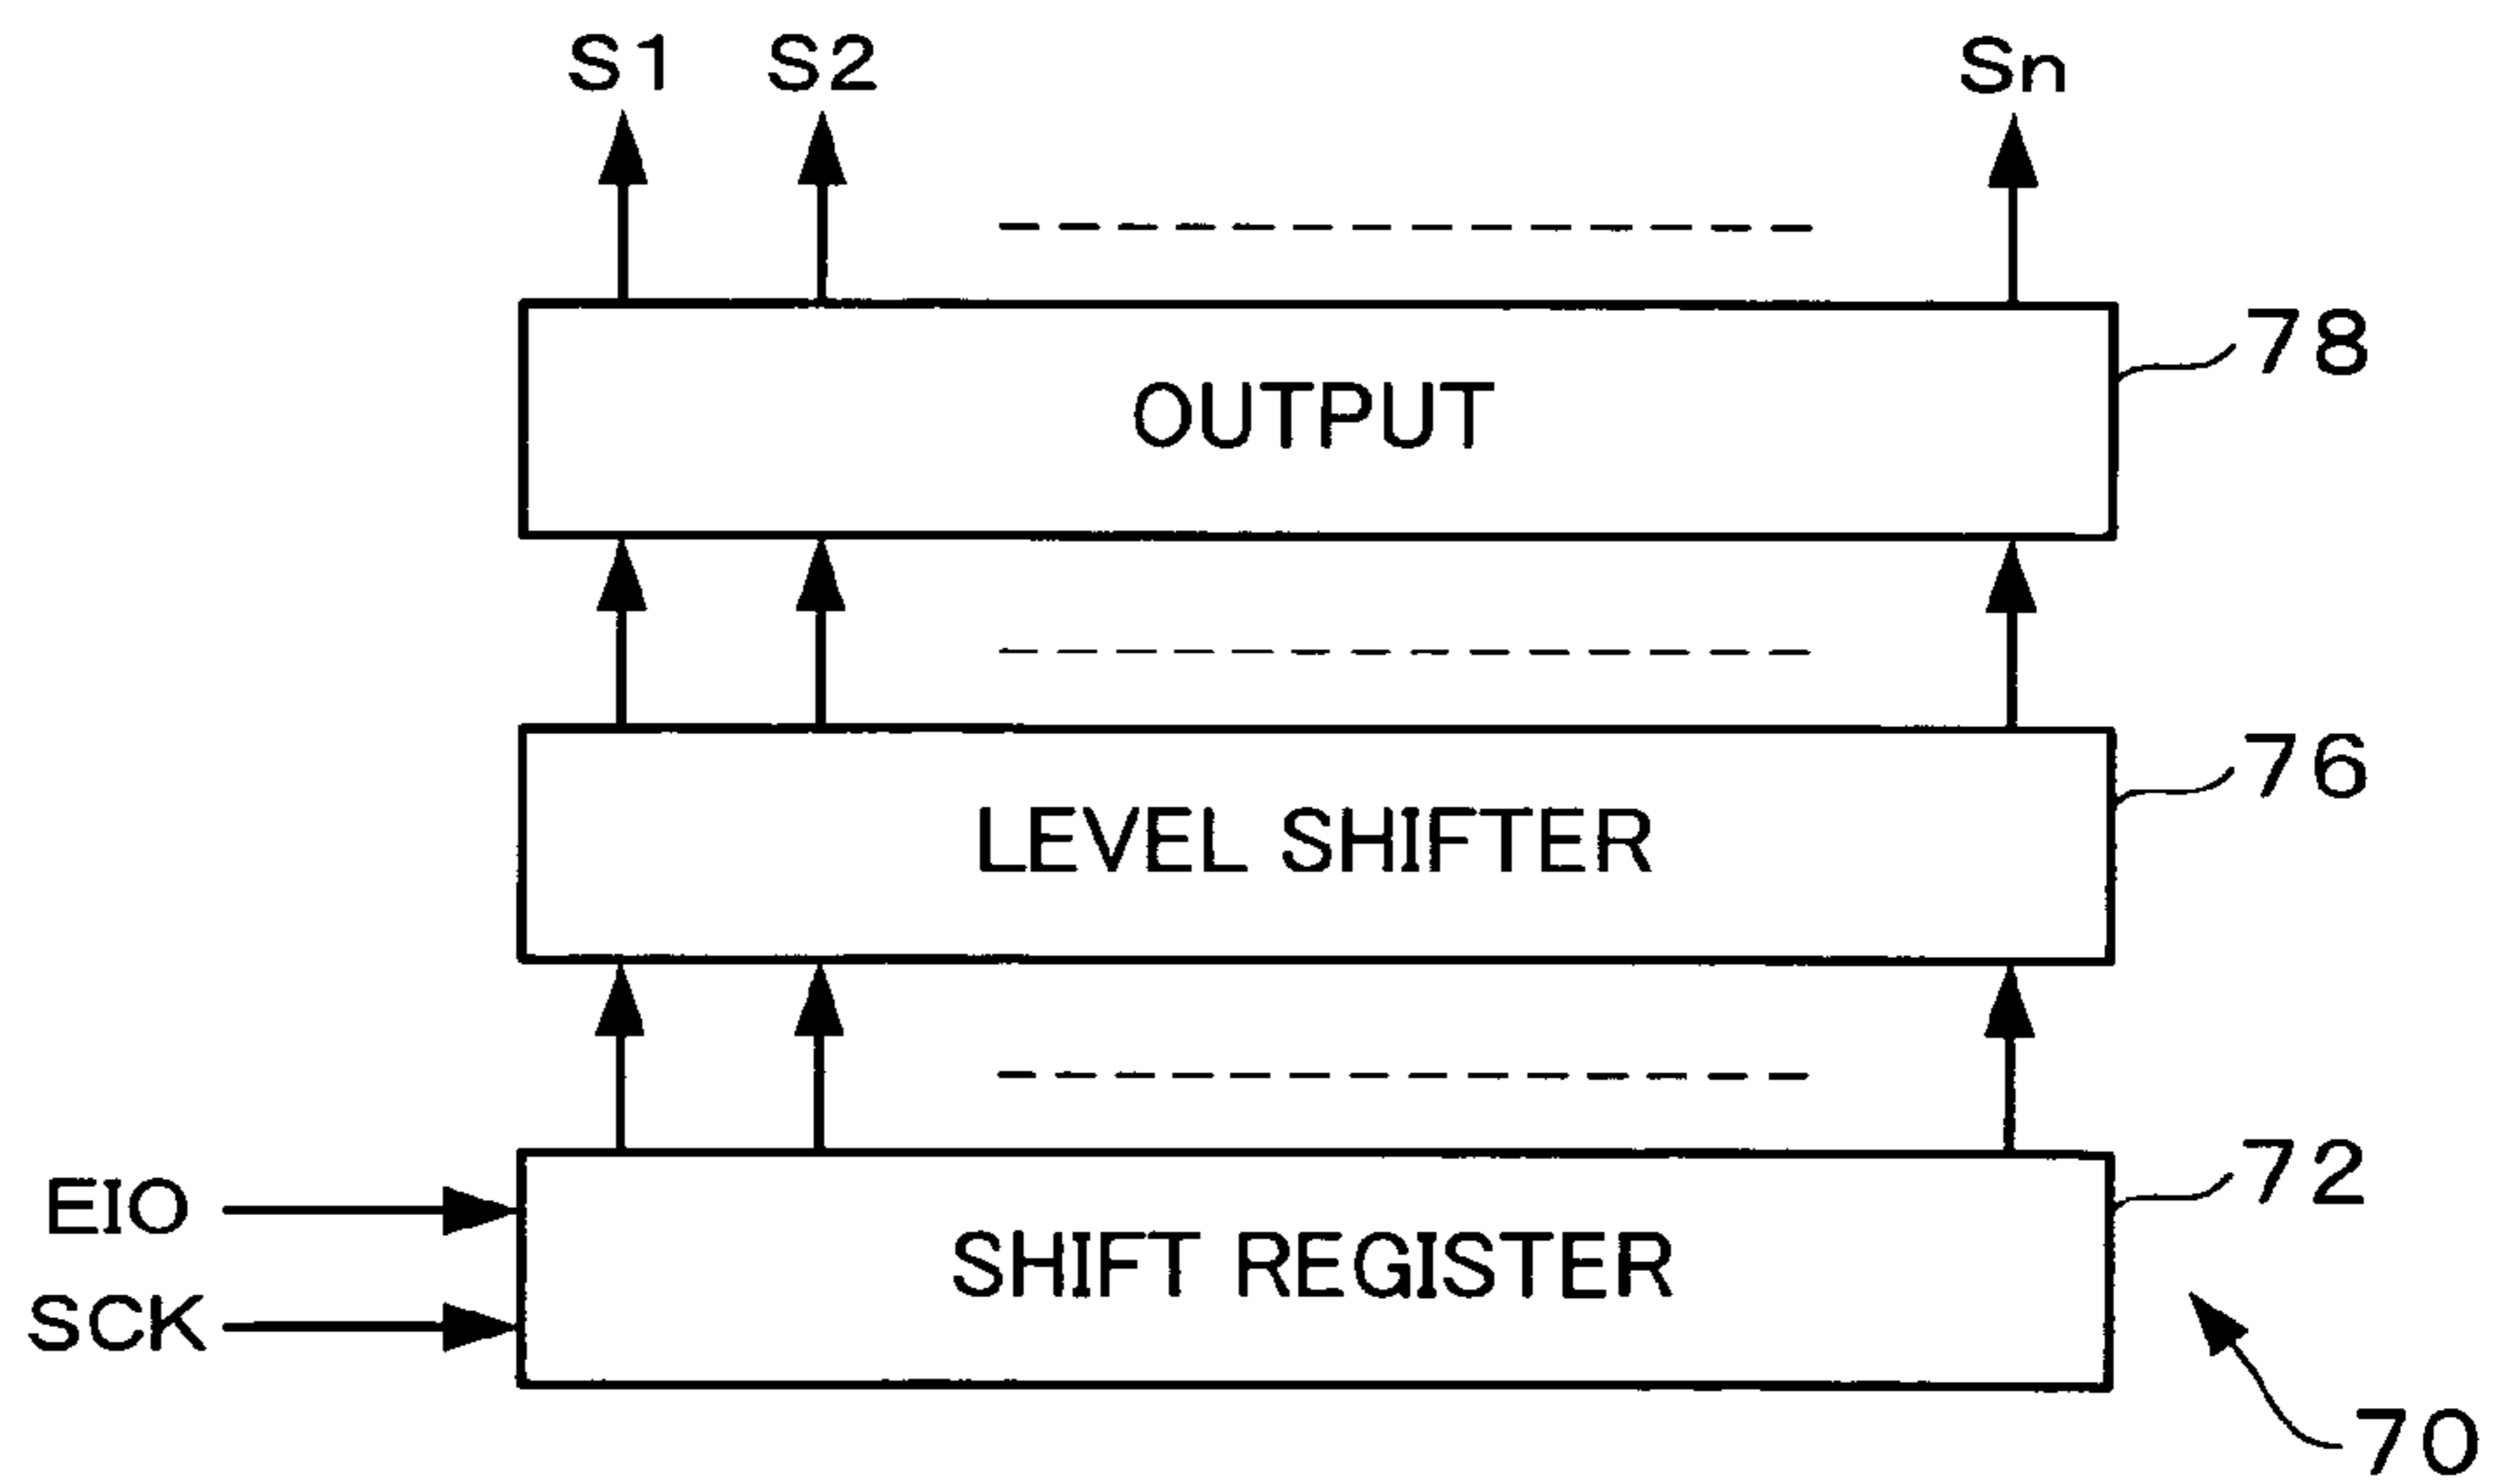 S1 S2 Sn
78
OUTPUT
76
LEVEL SHIFTER
72
EIO
SHIFT REGISTER
SCK
70